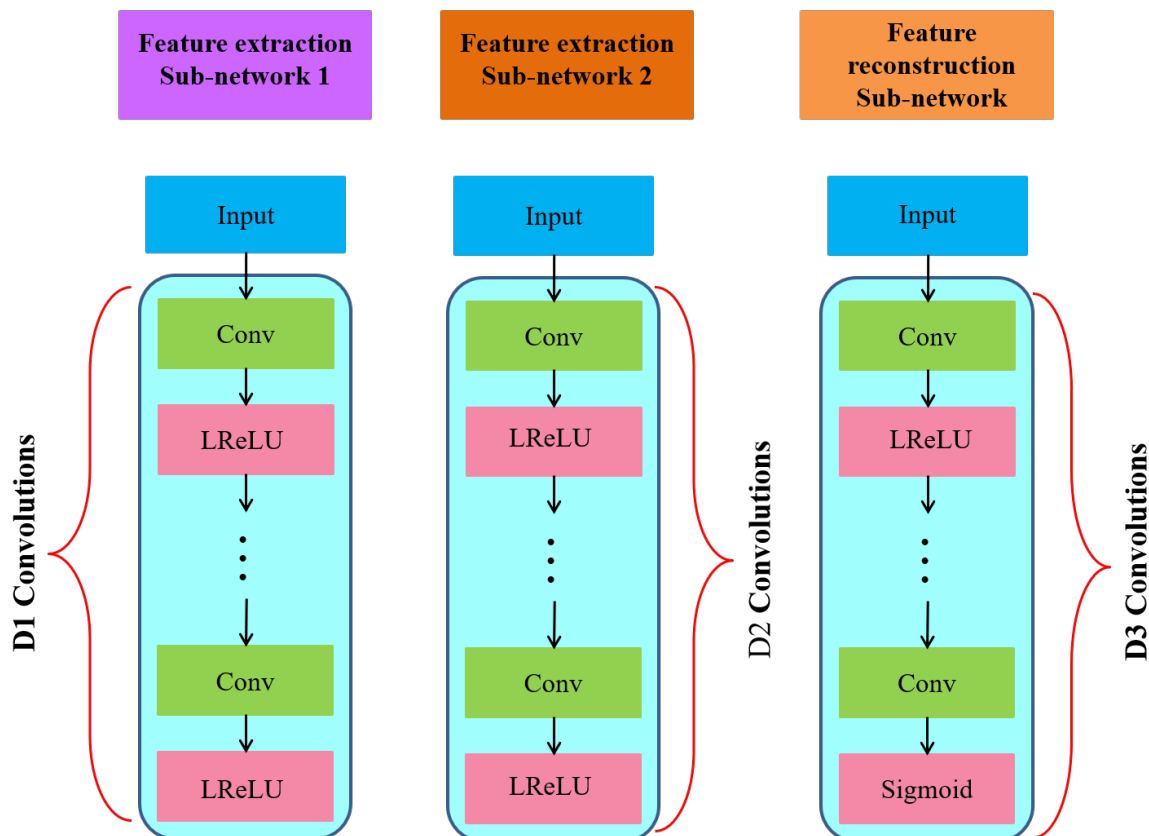 Feature extraction
Sub-network 1
Feature extraction
Sub-network 2
Feature
reconstruction
Sub-network
Input
Input
Input
Conv
Conv
Conv
LReLU
LReLU
LReLU
D1 Convolutions
D2 Convolutions
D3 Convolutions
Conv
Conv
Conv
LReLU
LReLU
Sigmoid